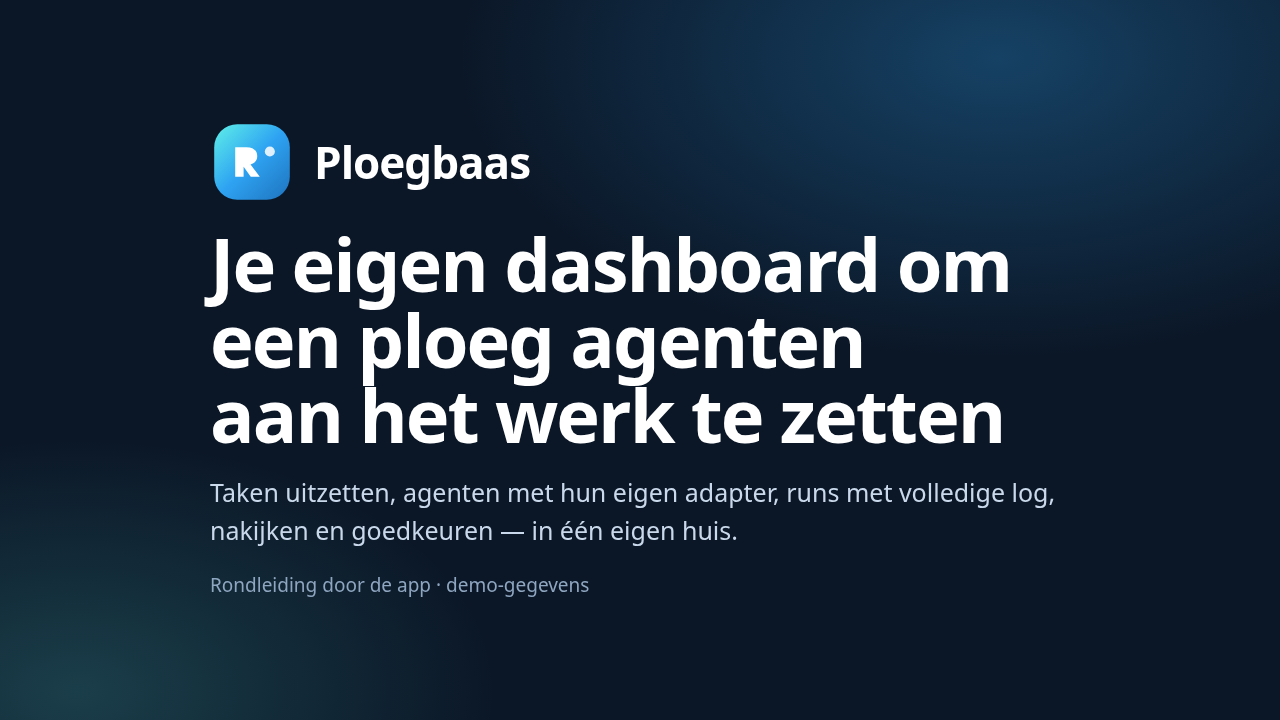 R
Ploegbaas
Je eigen dashboard om
een ploeg agenten
aan het werk te zetten
Taken uitzetten, agenten met hun eigen adapter, runs met volledige log,
nakijken en goedkeuren — in één eigen huis.
Rondleiding door de app · demo-gegevens